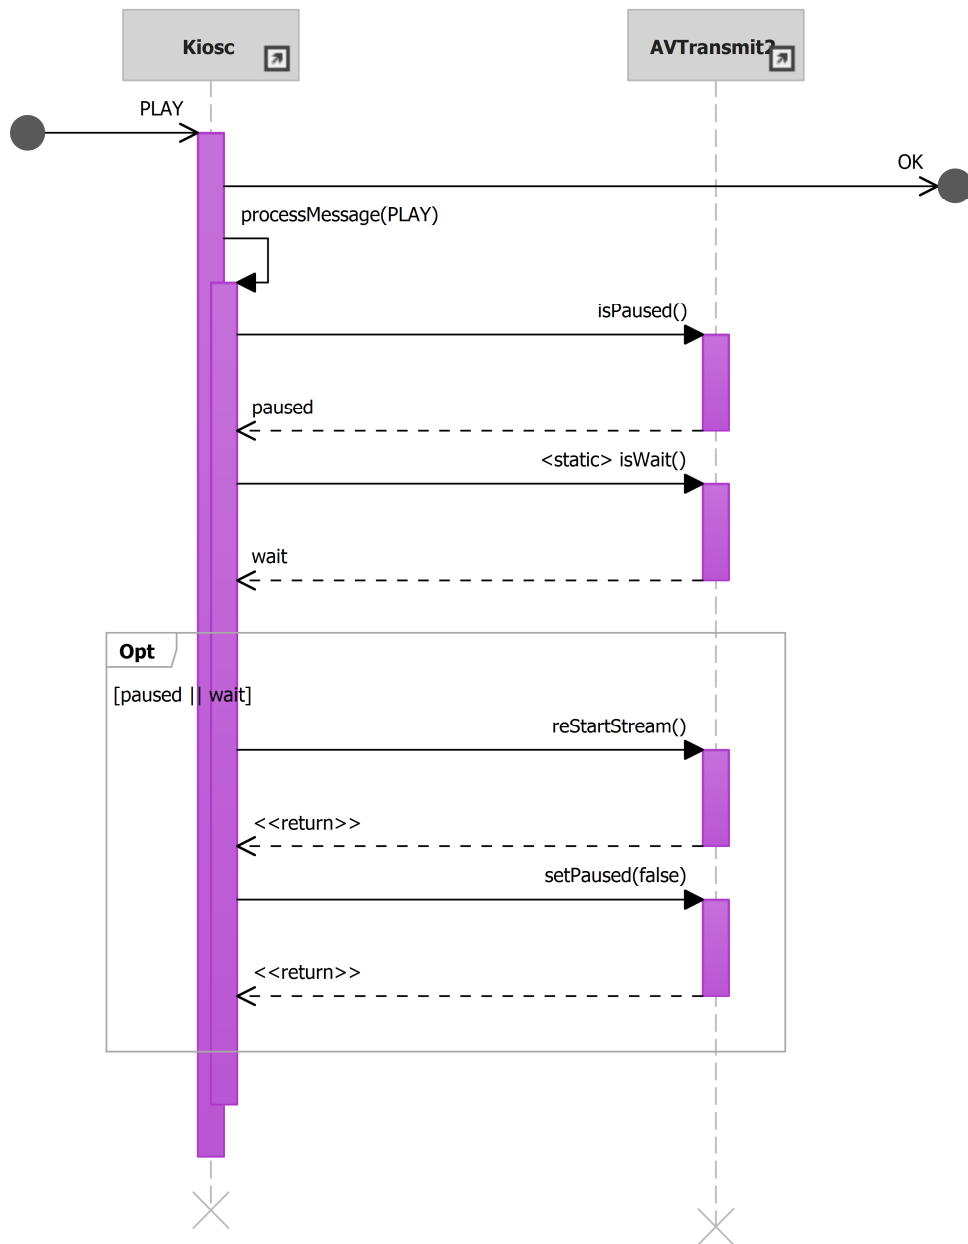 Kiosc
AVTransmit2
PLAY
OK
processMessage(PLAY)
isPaused()
paused
<static> isWait()
wait
Opt
[paused || wait]
reStartStream()
<<return>>
setPaused(false)
<<return>>